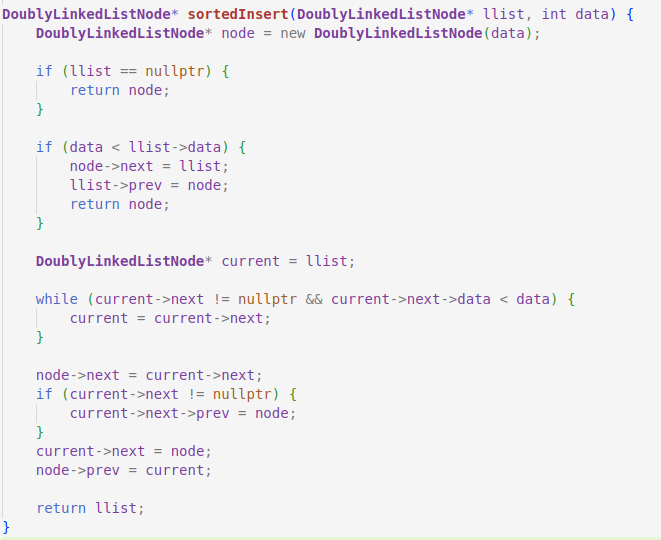 DoublyLinkedListNode* sortedInsert(DoublyLinkedListNode* llist, int data) {
    DoublyLinkedListNode* node = new DoublyLinkedListNode(data);

    if (llist == nullptr) {
        return node;
    }

    if (data < llist->data) {
        node->next = llist;
        llist->prev = node;
        return node;
    }

    DoublyLinkedListNode* current = llist;

    while (current->next != nullptr && current->next->data < data) {
        current = current->next;
    }

    node->next = current->next;
    if (current->next != nullptr) {
        current->next->prev = node;
    }
    current->next = node;
    node->prev = current;

    return llist;
}